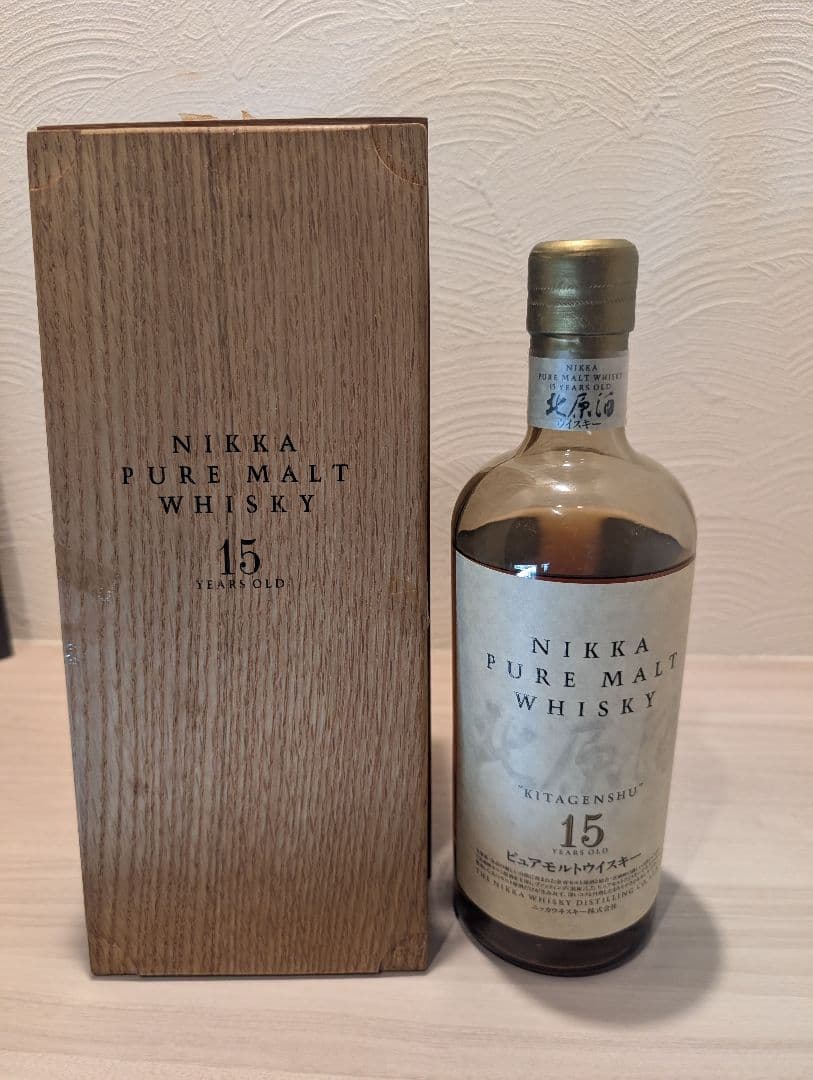 NIKKA
PURE MALT
WHISKY
15
YEARS OLD
NIKKA
PURE MALT WHISKY
15 YEARS OLD
北原酒
ウイスキー
NIKKA
PURE MALT
WHISKY
北原酒
"KITAGENSHU"
15
YEARS OLD
ピュアモルトウイスキー
THE NIKKA WHISKY DISTILLING CO., LTD.
ニッカウヰスキー株式会社